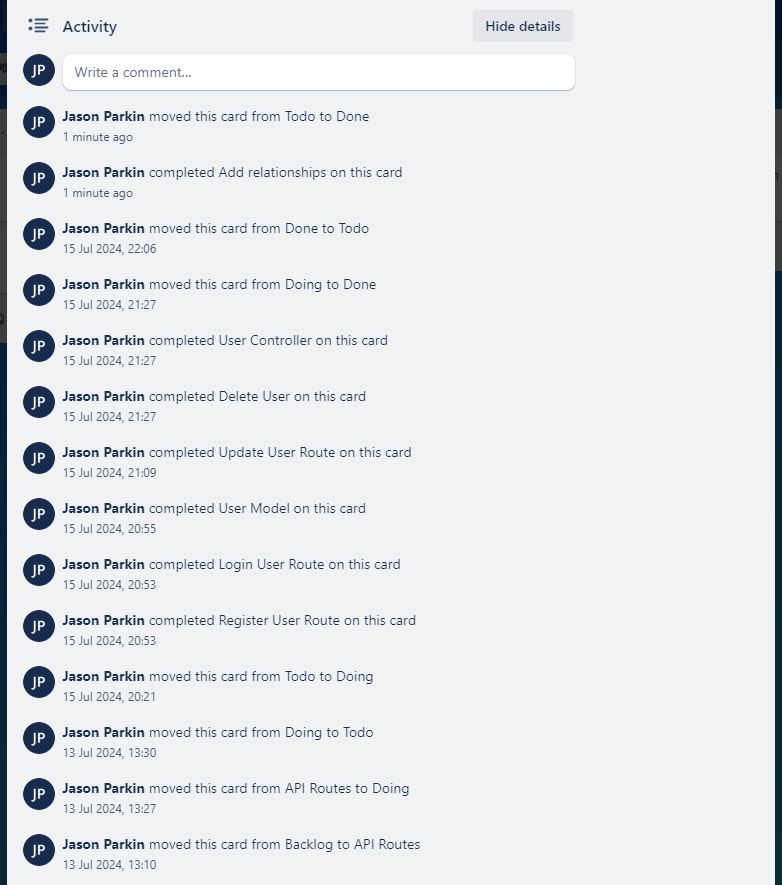 Activity
Hide details
JP
Write a comment...
JP
Jason Parkin moved this card from Todo to Done
1 minute ago
JP
Jason Parkin completed Add relationships on this card
1 minute ago
JP
Jason Parkin moved this card from Done to Todo
15 Jul 2024, 22:06
JP
Jason Parkin moved this card from Doing to Done
15 Jul 2024, 21:27
JP
Jason Parkin completed User Controller on this card
15 Jul 2024, 21:27
JP
Jason Parkin completed Delete User on this card
15 Jul 2024, 21:27
JP
Jason Parkin completed Update User Route on this card
15 Jul 2024, 21:09
JP
Jason Parkin completed User Model on this card
15 Jul 2024, 20:55
JP
Jason Parkin completed Login User Route on this card
15 Jul 2024, 20:53
JP
Jason Parkin completed Register User Route on this card
15 Jul 2024, 20:53
JP
Jason Parkin moved this card from Todo to Doing
15 Jul 2024, 20:21
JP
Jason Parkin moved this card from Doing to Todo
13 Jul 2024, 13:30
JP
Jason Parkin moved this card from API Routes to Doing
13 Jul 2024, 13:27
JP
Jason Parkin moved this card from Backlog to API Routes
13 Jul 2024, 13:10